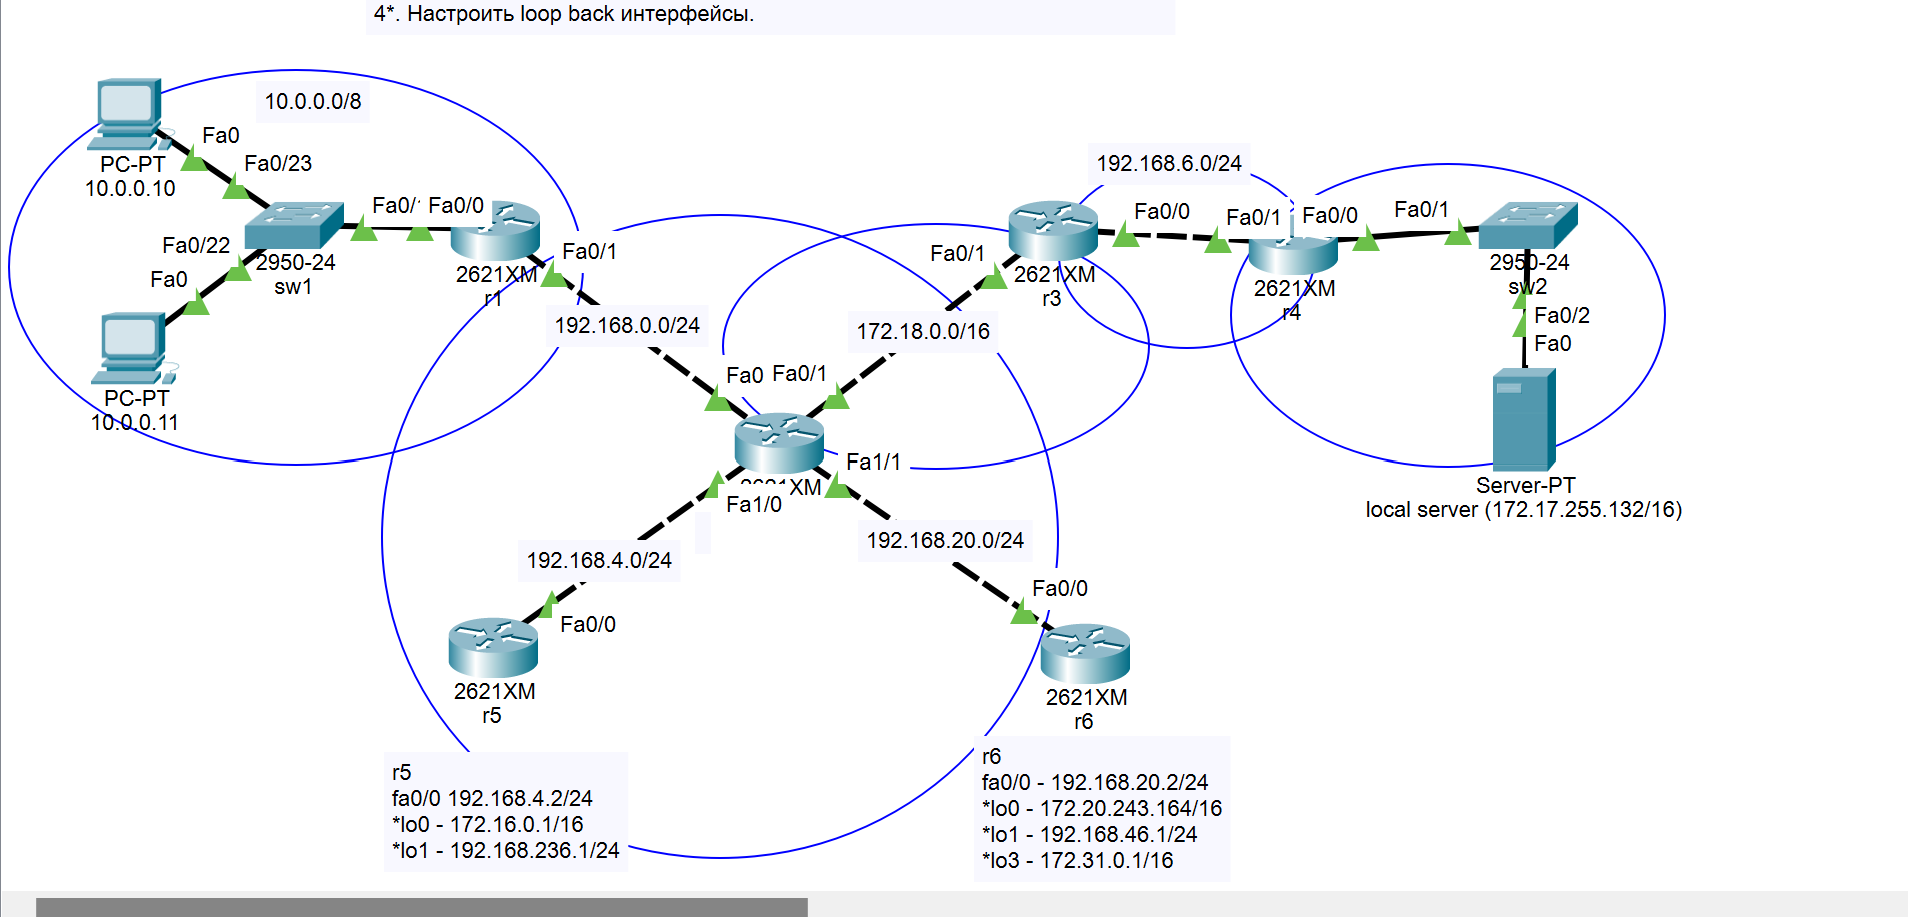 4*. Настроить loop back интерфейсы.
10.0.0.0/8
Fa0
Fa0/23
PC-PT
10.0.0.10
Fa0/ Fa0/0
Fa0/22
Fa0
2950-24
sw1
Fa0/1
2621XM
r1
PC-PT
10.0.0.11
192.168.0.0/24
192.168.6.0/24
Fa0/0
Fa0/1
Fa0/0
Fa0/1
Fa0/1
2621XM
r3
2621XM
r4
2950-24
sw2
Fa0/2
Fa0
172.18.0.0/16
Fa0 Fa0/1
Fa1/1
XM
Fa1/0
Server-PT
local server (172.17.255.132/16)
192.168.4.0/24
192.168.20.0/24
Fa0/0
Fa0/0
2621XM
r5
2621XM
r6
r5
fa0/0 192.168.4.2/24
*lo0 - 172.16.0.1/16
*lo1 - 192.168.236.1/24
r6
fa0/0 - 192.168.20.2/24
*lo0 - 172.20.243.164/16
*lo1 - 192.168.46.1/24
*lo3 - 172.31.0.1/16